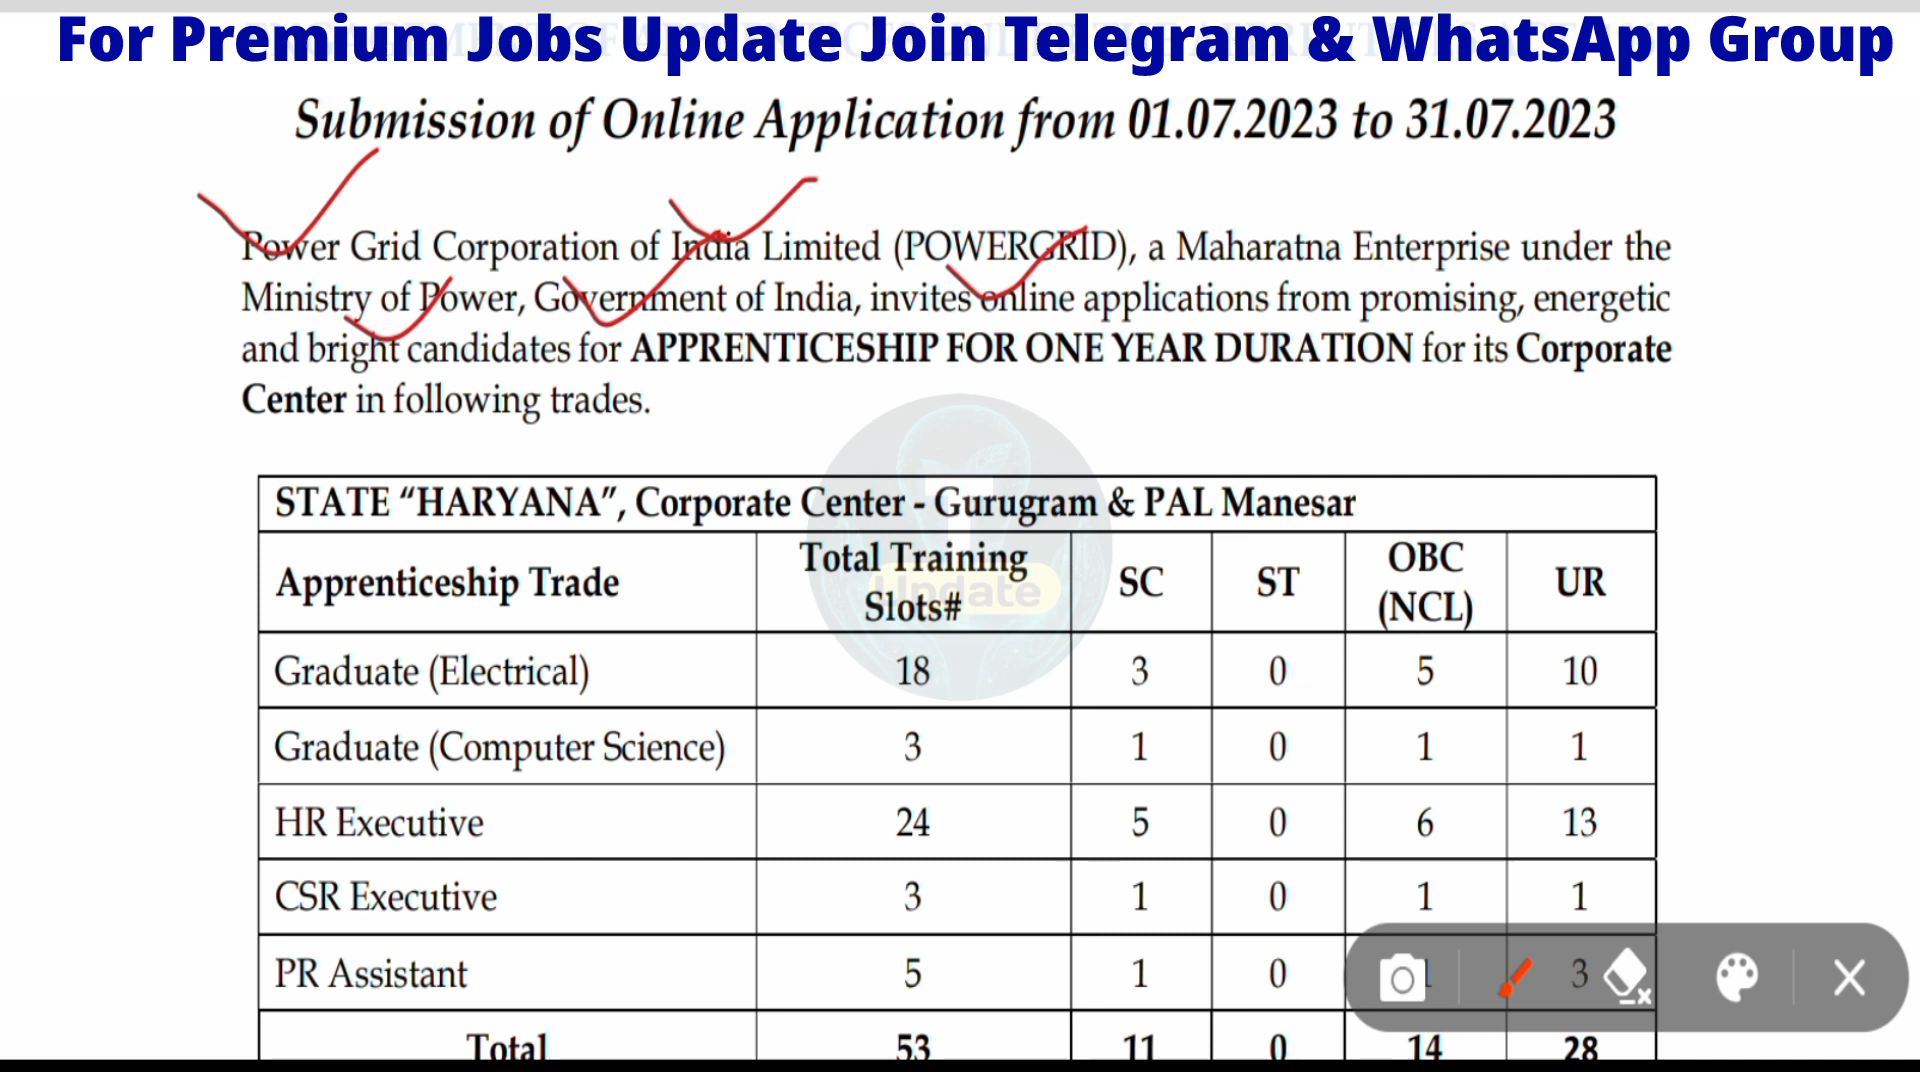 For Premium Jobs Update Join Telegram & WhatsApp Group
Submission of Online Application from 01.07.2023 to 31.07.2023
Power Grid Corporation of India Limited (POWERGRID), a Maharatna Enterprise under the
Ministry of Power, Government of India, invites online applications from promising, energetic
and bright candidates for APPRENTICESHIP FOR ONE YEAR DURATION for its Corporate
Center in following trades.
STATE “HARYANA”, Corporate Center - Gurugram & PAL Manesar
Apprenticeship Trade Total Training Slots# SC ST OBC (NCL) UR
Graduate (Electrical) 18 3 0 5 10
Graduate (Computer Science) 3 1 0 1 1
HR Executive 24 5 0 6 13
CSR Executive 3 1 0 1 1
PR Assistant 5 1 0 1 3
Total 53 11 0 14 28
Update